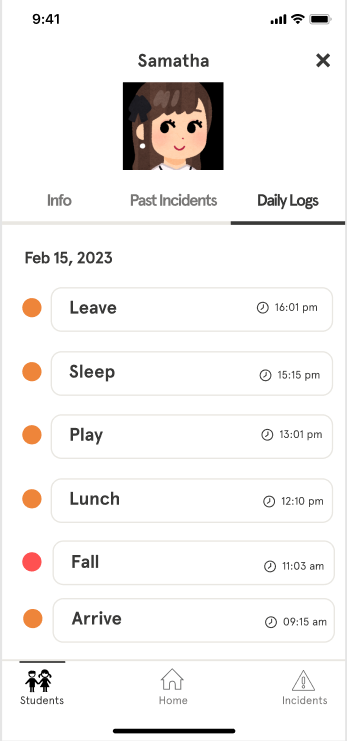 9:41
Samatha
Info Past Incidents Daily Logs
Feb 15, 2023
Leave 16:01 pm
Sleep 15:15 pm
Play 13:01 pm
Lunch 12:10 pm
Fall 11:03 am
Arrive 09:15 am
Students Home Incidents